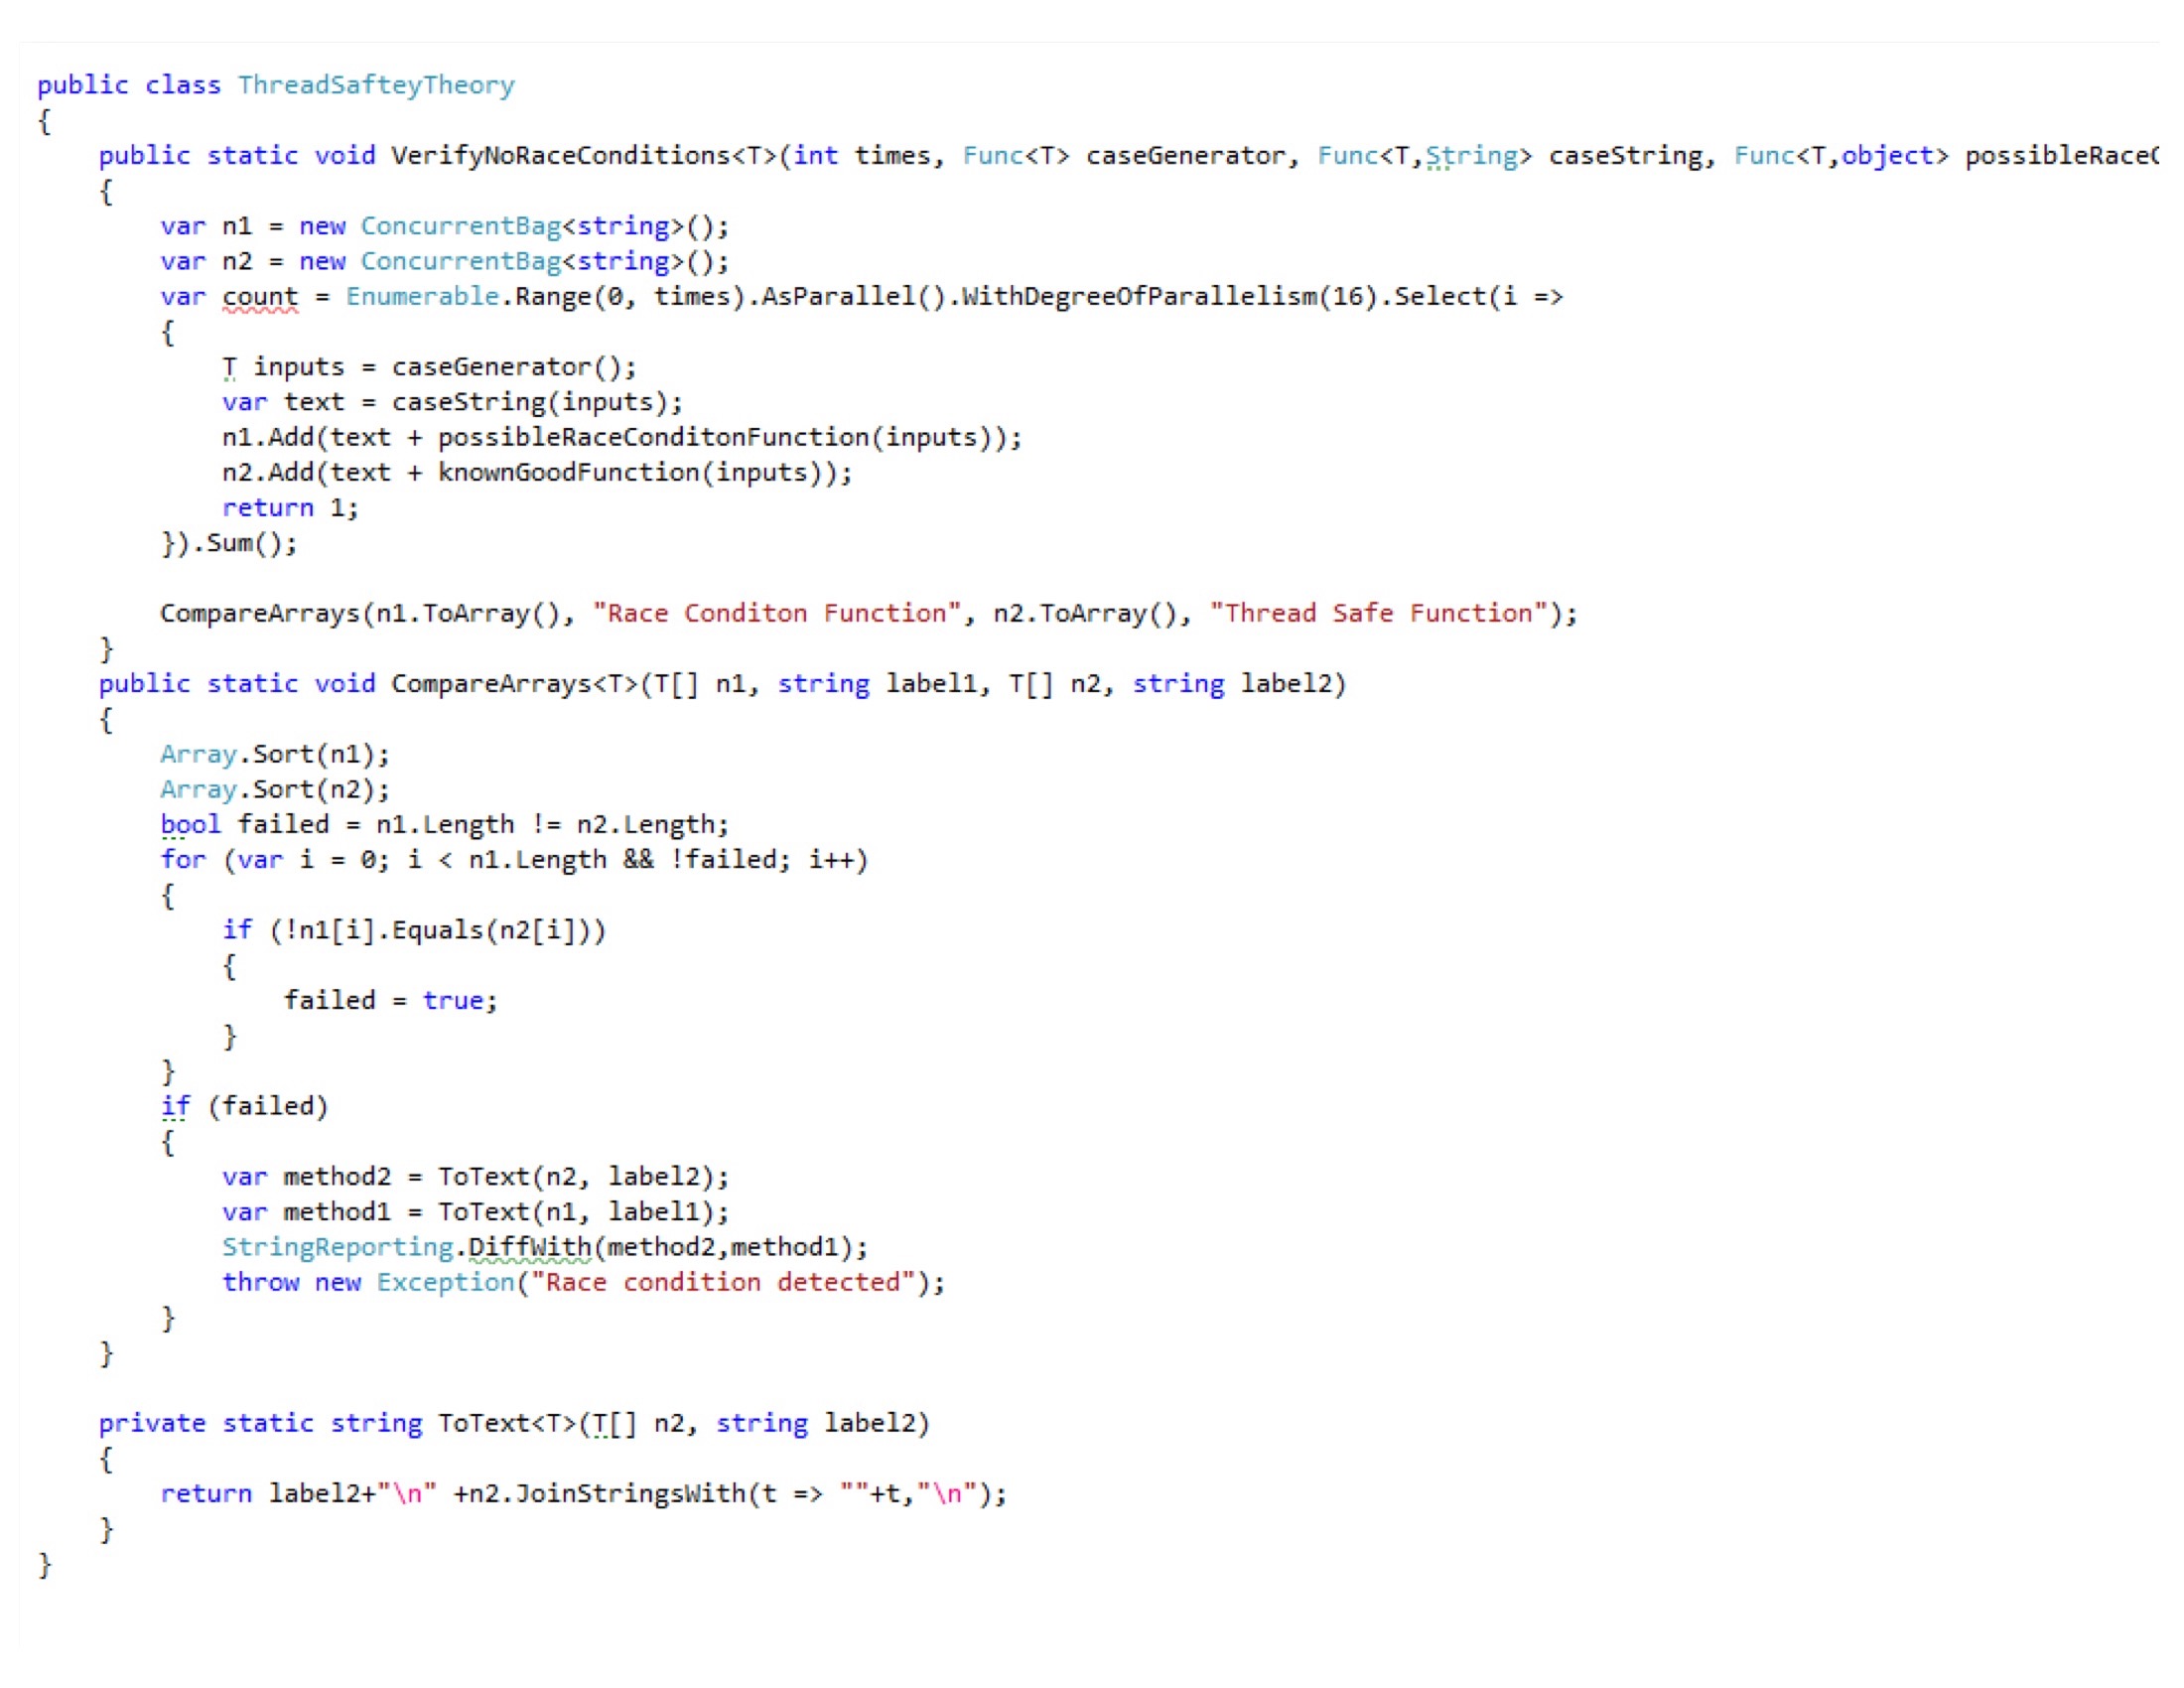 public class ThreadSafteyTheory
{
    public static void VerifyNoRaceConditions<T>(int times, Func<T> caseGenerator, Func<T,String> caseString, Func<T,object> possibleRaceC
    {
        var n1 = new ConcurrentBag<string>();
        var n2 = new ConcurrentBag<string>();
        var count = Enumerable.Range(0, times).AsParallel().WithDegreeOfParallelism(16).Select(i =>
        {
            T inputs = caseGenerator();
            var text = caseString(inputs);
            n1.Add(text + possibleRaceConditonFunction(inputs));
            n2.Add(text + knownGoodFunction(inputs));
            return 1;
        }).Sum();

        CompareArrays(n1.ToArray(), "Race Conditon Function", n2.ToArray(), "Thread Safe Function");
    }
    public static void CompareArrays<T>(T[] n1, string label1, T[] n2, string label2)
    {
        Array.Sort(n1);
        Array.Sort(n2);
        bool failed = n1.Length != n2.Length;
        for (var i = 0; i < n1.Length && !failed; i++)
        {
            if (!n1[i].Equals(n2[i]))
            {
                failed = true;
            }
        }
        if (failed)
        {
            var method2 = ToText(n2, label2);
            var method1 = ToText(n1, label1);
            StringReporting.DiffWith(method2,method1);
            throw new Exception("Race condition detected");
        }
    }

    private static string ToText<T>(T[] n2, string label2)
    {
        return label2+"\n" +n2.JoinStringsWith(t => ""+t,"\n");
    }
}